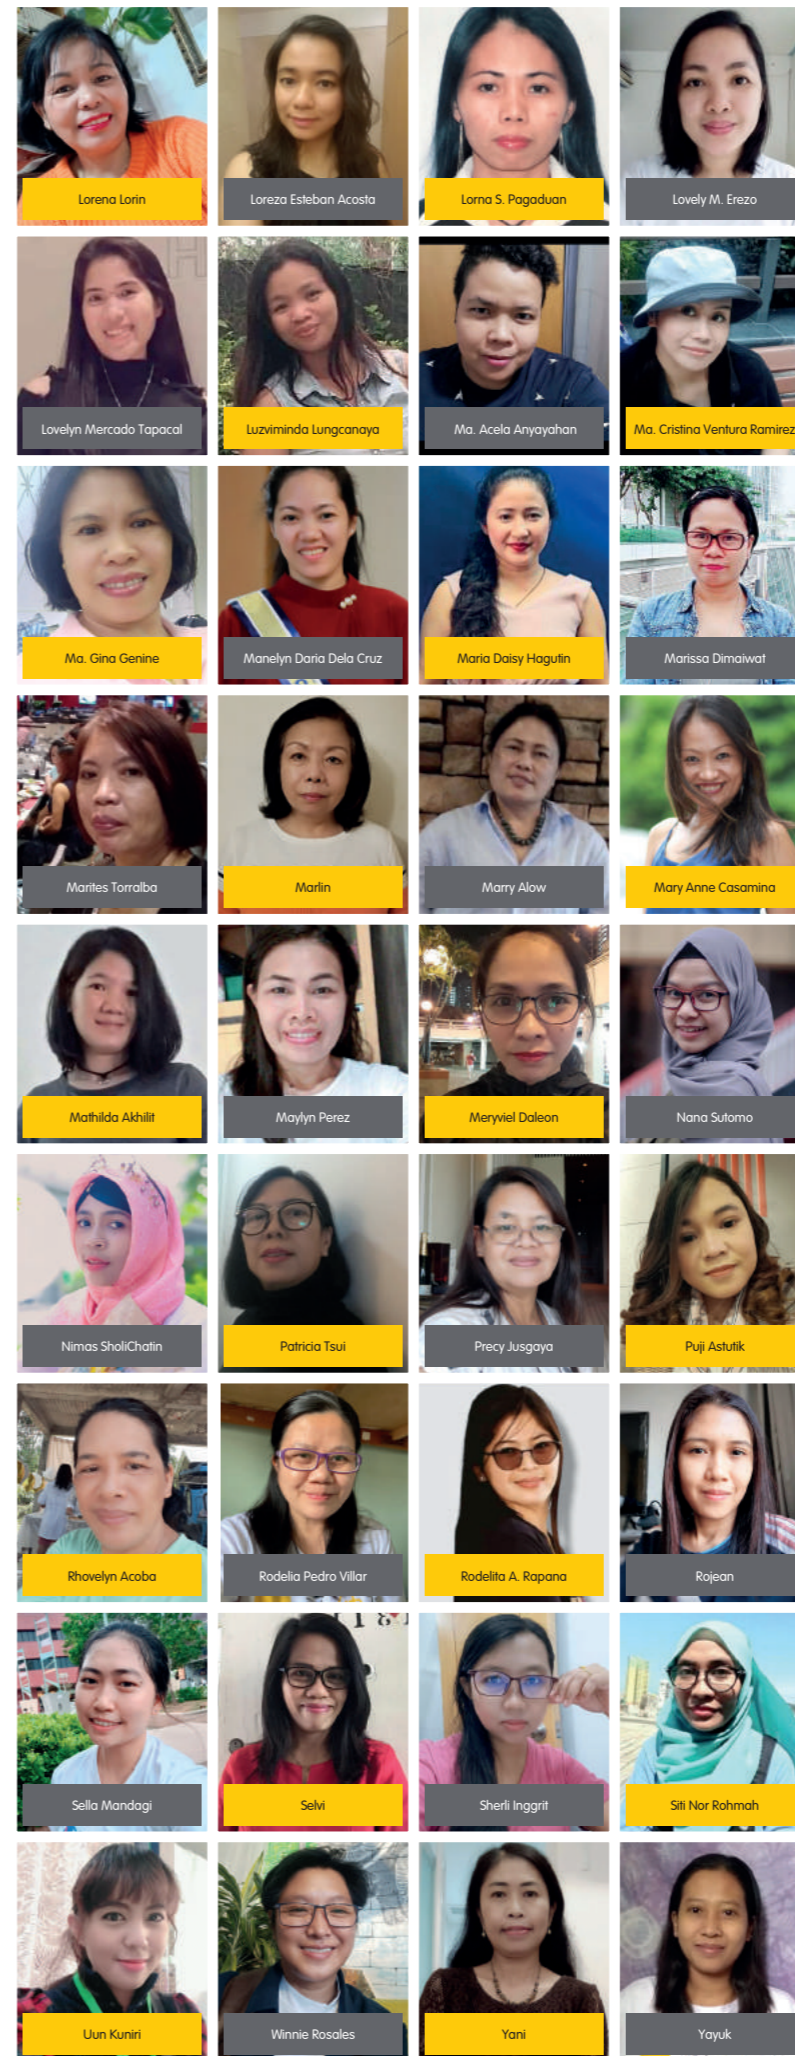 Lorena Lorin
Loreza Esteban Acosta
Lorna S. Pagaduan
Lovely M. Erezo
Lovelyn Mercado Tapacal
Luzviminda Lungcanaya
Ma. Acela Anyayahan
Ma. Cristina Ventura Ramirez
Ma. Gina Genine
Manelyn Daria Dela Cruz
Maria Daisy Hagutin
Marissa Dimaiwat
Marites Torralba
Marlin
Marry Alow
Mary Anne Casamina
Mathilda Akhilit
Maylyn Perez
Meryviel Daleon
Nana Sutomo
Nimas SholiChatin
Patricia Tsui
Precy Jusgaya
Puji Astutik
Rhovelyn Acoba
Rodelia Pedro Villar
Rodelita A. Rapana
Rojean
Sella Mandagi
Selvi
Sherli Inggrit
Siti Nor Rohmah
Uun Kuniri
Winnie Rosales
Yani
Yayuk